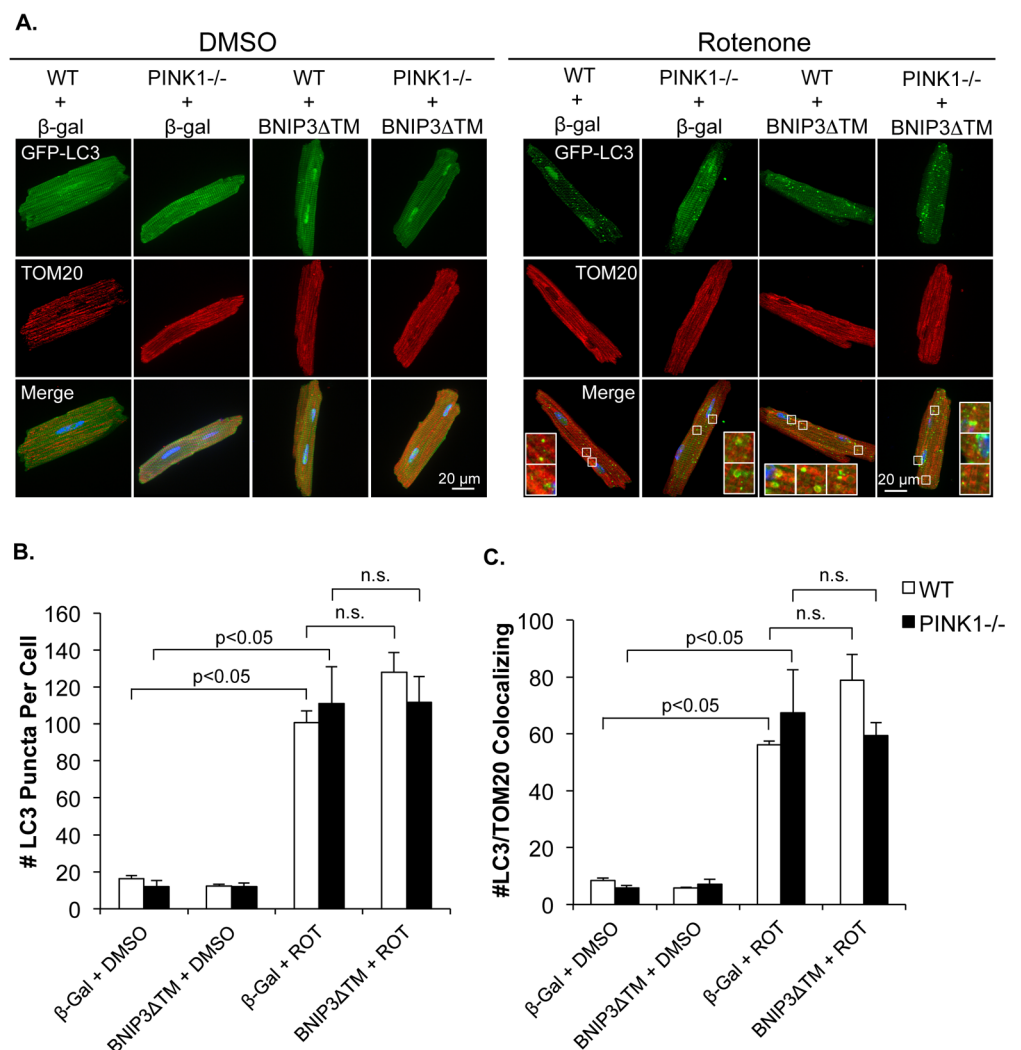 A.
DMSO
WT
+
β-gal
PINK1-/-
+
β-gal
WT
+
BNIP3ΔTM
PINK1-/-
+
BNIP3ΔTM
GFP-LC3
TOM20
Merge
20 µm
Rotenone
WT
+
β-gal
PINK1-/-
+
β-gal
WT
+
BNIP3ΔTM
PINK1-/-
+
BNIP3ΔTM
GFP-LC3
TOM20
Merge
20 µm
B.
# LC3 Puncta Per Cell
160
140
120
100
80
60
40
20
0
n.s.
n.s.
p<0.05
p<0.05
β-Gal + DMSO
BNIP3ΔTM + DMSO
β-Gal + ROT
BNIP3ΔTM + ROT
C.
#LC3/TOM20 Colocalizing
100
80
60
40
20
0
n.s.
n.s.
p<0.05
p<0.05
WT
PINK1-/-
β-Gal + DMSO
BNIP3ΔTM + DMSO
β-Gal + ROT
BNIP3ΔTM + ROT